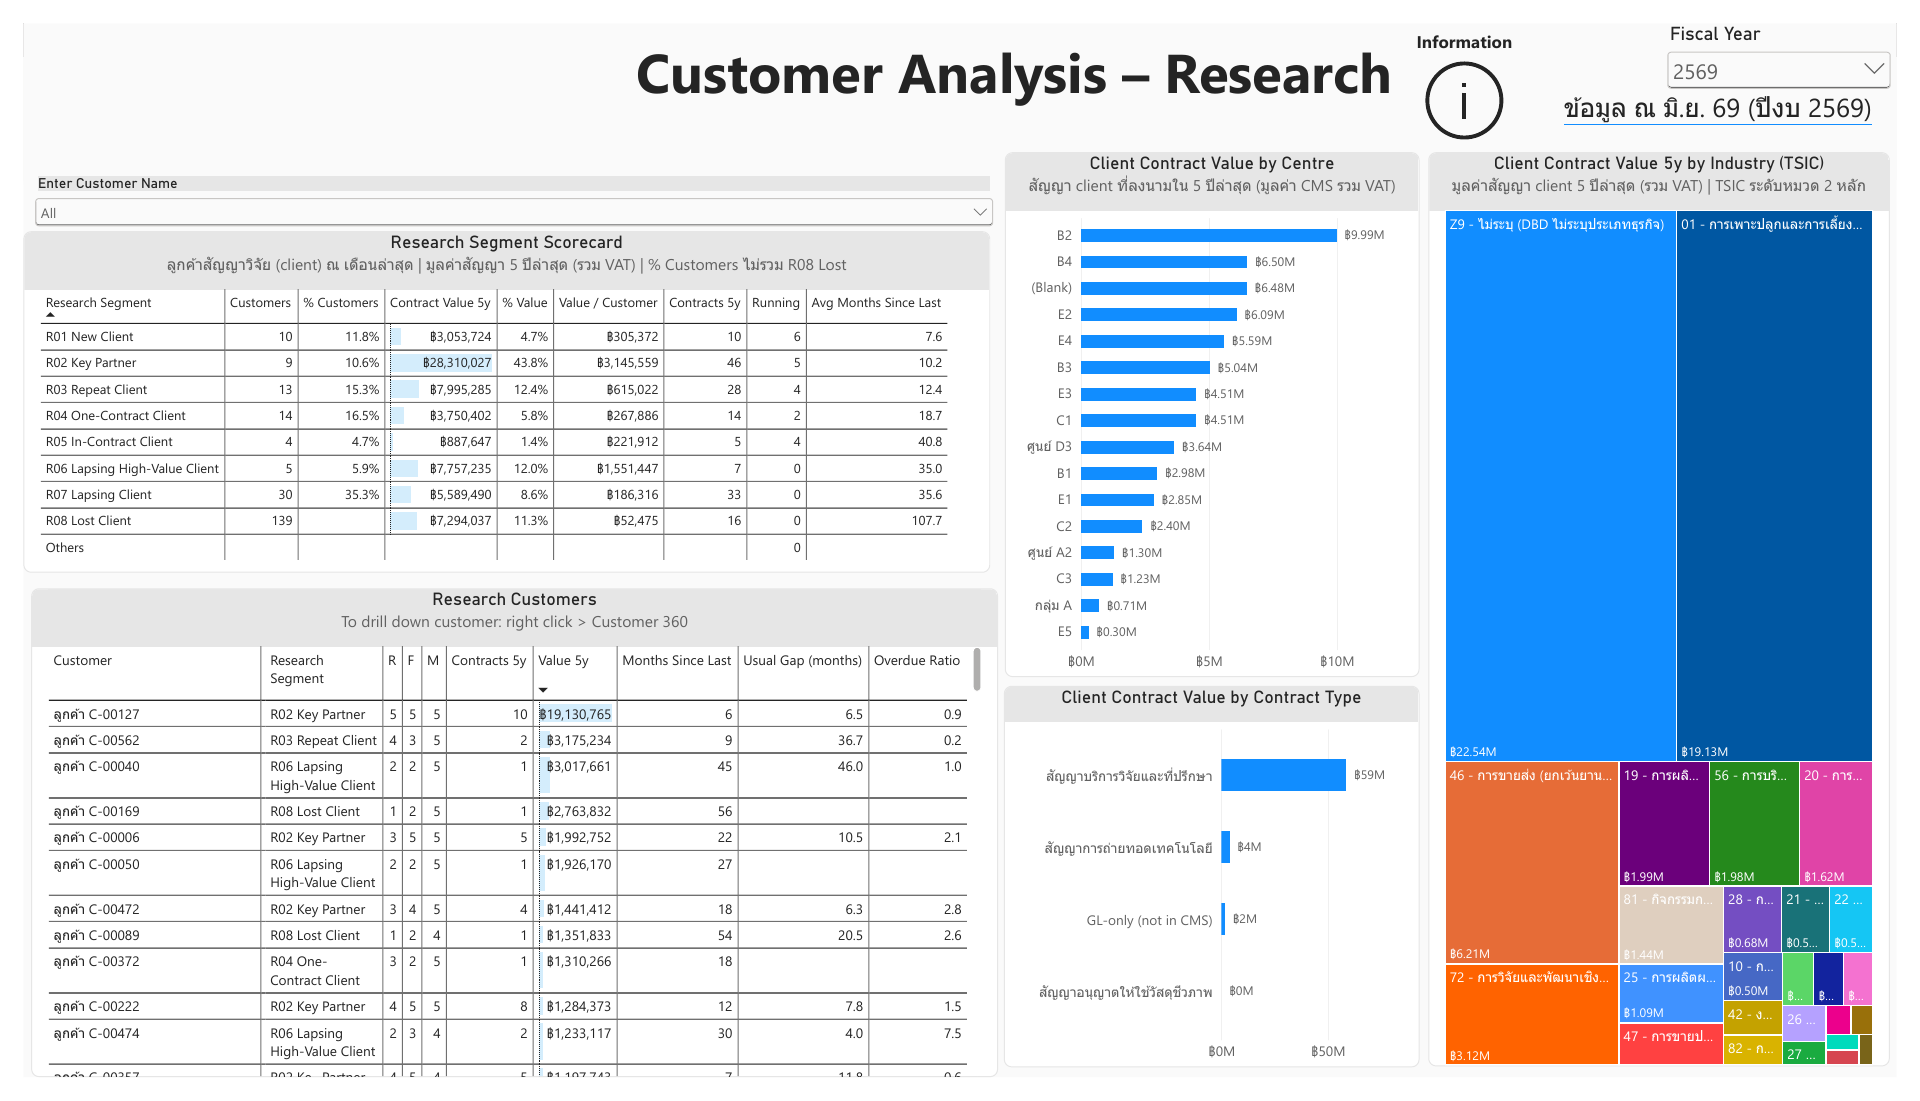 Customer Analysis – Research
Information
i
Fiscal Year
2569
ข้อมูล ณ มิ.ย. 69 (ปีงบ 2569)
Enter Customer Name
All
Research Segment Scorecard
ลูกค้าสัญญาวิจัย (client) ณ เดือนล่าสุด | มูลค่าสัญญา 5 ปีล่าสุด (รวม VAT) | % Customers ไม่รวม R08 Lost
Research Segment Customers % Customers Contract Value 5y % Value Value / Customer Contracts 5y Running Avg Months Since Last
R01 New Client 10 11.8% ฿3,053,724 4.7% ฿305,372 10 6 7.6
R02 Key Partner 9 10.6% ฿28,310,027 43.8% ฿3,145,559 46 5 10.2
R03 Repeat Client 13 15.3% ฿7,995,285 12.4% ฿615,022 28 4 12.4
R04 One-Contract Client 14 16.5% ฿3,750,402 5.8% ฿267,886 14 2 18.7
R05 In-Contract Client 4 4.7% ฿887,647 1.4% ฿221,912 5 4 40.8
R06 Lapsing High-Value Client 5 5.9% ฿7,757,235 12.0% ฿1,551,447 7 0 35.0
R07 Lapsing Client 30 35.3% ฿5,589,490 8.6% ฿186,316 33 0 35.6
R08 Lost Client 139 ฿7,294,037 11.3% ฿52,475 16 0 107.7
Others 0
Research Customers
To drill down customer: right click > Customer 360
Customer Research Segment R F M Contracts 5y Value 5y Months Since Last Usual Gap (months) Overdue Ratio
ลูกค้า C-00127 R02 Key Partner 5 5 5 10 ฿19,130,765 6 6.5 0.9
ลูกค้า C-00562 R03 Repeat Client 4 3 5 2 ฿3,175,234 9 36.7 0.2
ลูกค้า C-00040 R06 Lapsing High-Value Client 2 2 5 1 ฿3,017,661 45 46.0 1.0
ลูกค้า C-00169 R08 Lost Client 1 2 5 1 ฿2,763,832 56
ลูกค้า C-00006 R02 Key Partner 3 5 5 5 ฿1,992,752 22 10.5 2.1
ลูกค้า C-00050 R06 Lapsing High-Value Client 2 2 5 1 ฿1,926,170 27
ลูกค้า C-00472 R02 Key Partner 3 4 5 4 ฿1,441,412 18 6.3 2.8
ลูกค้า C-00089 R08 Lost Client 1 2 4 1 ฿1,351,833 54 20.5 2.6
ลูกค้า C-00372 R04 One-Contract Client 3 2 5 1 ฿1,310,266 18
ลูกค้า C-00222 R02 Key Partner 4 5 5 8 ฿1,284,373 12 7.8 1.5
ลูกค้า C-00474 R06 Lapsing High-Value Client 2 3 4 2 ฿1,233,117 30 4.0 7.5
Client Contract Value by Centre
สัญญา client ที่ลงนามใน 5 ปีล่าสุด (มูลค่า CMS รวม VAT)
B2 ฿9.99M
B4 ฿6.50M
(Blank) ฿6.48M
E2 ฿6.09M
E4 ฿5.59M
B3 ฿5.04M
E3 ฿4.51M
C1 ฿4.51M
ศูนย์ D3 ฿3.64M
B1 ฿2.98M
E1 ฿2.85M
C2 ฿2.40M
ศูนย์ A2 ฿1.30M
C3 ฿1.23M
กลุ่ม A ฿0.71M
E5 ฿0.30M
฿0M ฿5M ฿10M
Client Contract Value by Contract Type
สัญญาบริการวิจัยและที่ปรึกษา ฿59M
สัญญาการถ่ายทอดเทคโนโลยี ฿4M
GL-only (not in CMS) ฿2M
สัญญาอนุญาตให้ใช้วัสดุชีวภาพ ฿0M
฿0M ฿50M
Client Contract Value 5y by Industry (TSIC)
มูลค่าสัญญา client 5 ปีล่าสุด (รวม VAT) | TSIC ระดับหมวด 2 หลัก
Z9 - ไม่ระบุ (DBD ไม่ระบุประเภทธุรกิจ)
฿22.54M
01 - การเพาะปลูกและการเลี้ยง...
฿19.13M
46 - การขายส่ง (ยกเว้นยาน...
฿6.21M
72 - การวิจัยและพัฒนาเชิง...
฿3.12M
19 - การผลิ...
฿1.99M
56 - การบริ...
฿1.98M
20 - การ...
฿1.62M
81 - กิจกรรมก...
฿1.44M
25 - การผลิตผ...
฿1.09M
47 - การขายป...
28 - ก...
฿0.68M
21 - ...
฿0.5...
22 ...
฿0.5...
10 - ก...
฿0.50M
฿...
฿...
฿...
42 - ง...
82 - ก...
26 ...
27 ...